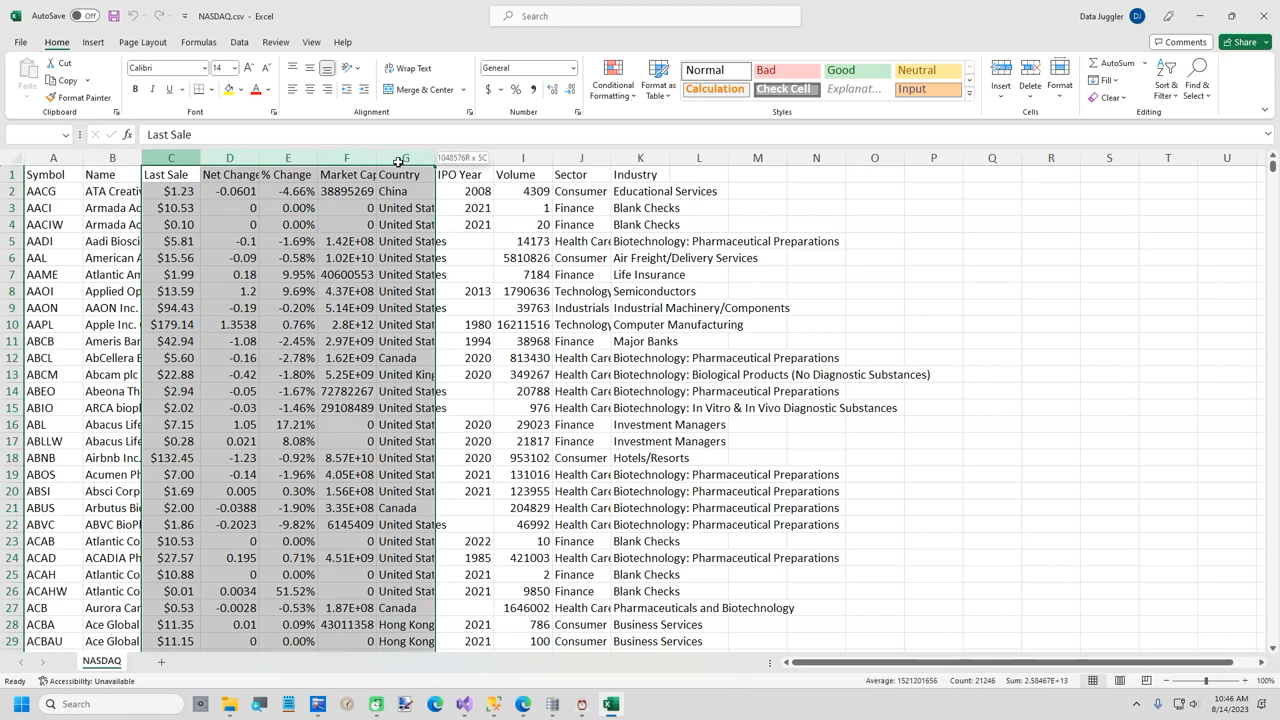 AutoSave Off NASDAQ.csv - Excel Search Data Juggler DJ
File Home Insert Page Layout Formulas Data Review View Help Comments Share
Paste Cut Copy Format Painter Clipboard
Calibri 14 B I U Font
Wrap Text Merge & Center Alignment
General $ % Number
Conditional Formatting Format as Table
Normal Bad Good Neutral
Calculation Check Cell Explanat... Input
Styles
Insert Delete Format Cells
AutoSum Fill Clear Sort & Filter Find & Select Editing
fx Last Sale
A B C D E F G 1048576R x 5C I J K L M N O P Q R S T U
1 Symbol Name Last Sale Net Change % Change Market Cap Country IPO Year Volume Sector Industry
2 AACG ATA Creativ $1.23 -0.0601 -4.66% 38895269 China 2008 4309 Consumer Educational Services
3 AACI Armada Ac $10.53 0 0.00% 0 United Stat 2021 1 Finance Blank Checks
4 AACIW Armada Ac $0.10 0 0.00% 0 United Stat 2021 20 Finance Blank Checks
5 AADI Aadi Biosci $5.81 -0.1 -1.69% 1.42E+08 United States 14173 Health Care Biotechnology: Pharmaceutical Preparations
6 AAL American A $15.56 -0.09 -0.58% 1.02E+10 United States 5810826 Consumer Air Freight/Delivery Services
7 AAME Atlantic Am $1.99 0.18 9.95% 40600553 United States 7184 Finance Life Insurance
8 AAOI Applied Op $13.59 1.2 9.69% 4.37E+08 United Stat 2013 1790636 Technology Semiconductors
9 AAON AAON Inc. $94.43 -0.19 -0.20% 5.14E+09 United States 39763 Industrials Industrial Machinery/Components
10 AAPL Apple Inc. $179.14 1.3538 0.76% 2.8E+12 United Stat 1980 16211516 Technology Computer Manufacturing
11 ABCB Ameris Ban $42.94 -1.08 -2.45% 2.97E+09 United Stat 1994 38968 Finance Major Banks
12 ABCL AbCellera B $5.60 -0.16 -2.78% 1.62E+09 Canada 2020 813430 Health Care Biotechnology: Pharmaceutical Preparations
13 ABCM Abcam plc $22.88 -0.42 -1.80% 5.25E+09 United King 2020 349267 Health Care Biotechnology: Biological Products (No Diagnostic Substances)
14 ABEO Abeona Th $2.94 -0.05 -1.67% 72782269 United States 20788 Health Care Biotechnology: Pharmaceutical Preparations
15 ABIO ARCA bioph $2.02 -0.03 -1.46% 29108489 United States 976 Health Care Biotechnology: In Vitro & In Vivo Diagnostic Substances
16 ABL Abacus Life $7.15 1.05 17.21% 0 United Stat 2020 29023 Finance Investment Managers
17 ABLLW Abacus Life $0.28 0.021 8.08% 0 United Stat 2020 21817 Finance Investment Managers
18 ABNB Airbnb Inc. $132.45 -1.23 -0.92% 8.57E+10 United Stat 2020 953102 Consumer Hotels/Resorts
19 ABOS Acumen Ph $7.00 -0.14 -1.96% 4.05E+08 United Stat 2021 131016 Health Care Biotechnology: Pharmaceutical Preparations
20 ABSI Absci Corp $1.69 0.005 0.30% 1.56E+08 United Stat 2021 123955 Health Care Biotechnology: Pharmaceutical Preparations
21 ABUS Arbutus Bio $2.00 -0.0388 -1.90% 3.35E+08 Canada 204829 Health Care Biotechnology: Pharmaceutical Preparations
22 ABVC ABVC BioPh $1.86 -0.2023 -9.82% 6145409 United States 46992 Health Care Biotechnology: Pharmaceutical Preparations
23 ACAB Atlantic Co $10.53 0 0.00% 0 United Stat 2022 10 Finance Blank Checks
24 ACAD ACADIA Ph $27.57 0.195 0.71% 4.51E+09 United Stat 1985 421003 Health Care Biotechnology: Pharmaceutical Preparations
25 ACAH Atlantic Co $10.88 0 0.00% 0 United Stat 2021 2 Finance Blank Checks
26 ACAHW Atlantic Co $0.01 0.0034 51.52% 0 United Stat 2021 9850 Finance Blank Checks
27 ACB Aurora Can $0.53 -0.0028 -0.53% 1.87E+08 Canada 1646002 Health Care Pharmaceuticals and Biotechnology
28 ACBA Ace Global $11.35 0.01 0.09% 43011358 Hong Kong 2021 786 Consumer Business Services
29 ACBAU Ace Global $11.15 0 0.00% 0 Hong Kong 2021 100 Consumer Business Services
NASDAQ
Ready Accessibility: Unavailable Average: 1521201656 Count: 21246 Sum: 2.58467E+13 100%
Search 10:46 AM
8/14/2023